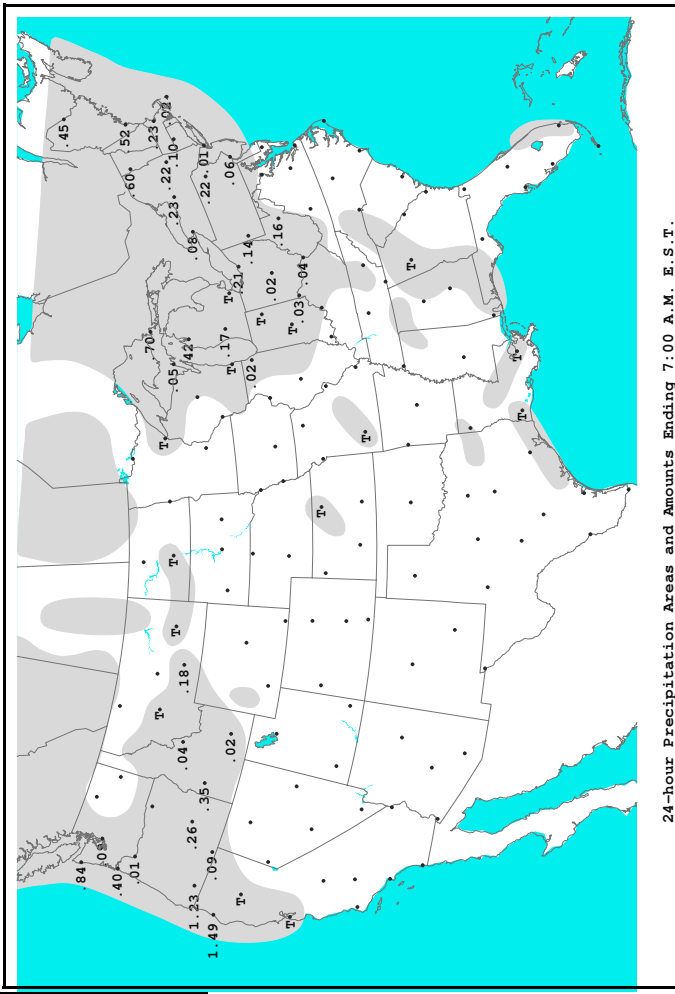 .45
.84
.09
.40
.52
.60
.01
.70
.23
T
T
.02
.22
.10
.05
T
.23
T
.04
.18
.42
.26
.08
1.23
.01
.35
.22
.09
1.49
.17
T
.06
.02
T
.21
T
.14
.02
T
.02
.16
T
T
.03
.04
T
T
T
T
T
24-hour Precipitation Areas and Amounts Ending 7:00 A.M. E.S.T.